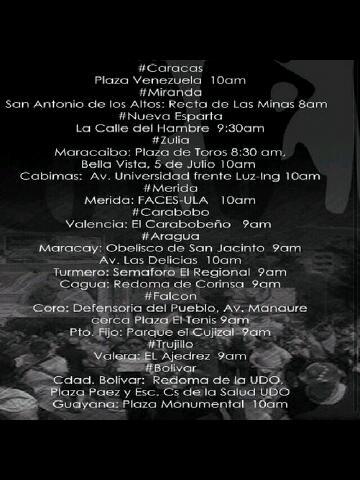 #Caracas
Plaza Venezuela 10am
#Miranda
San Antonio de los Altos: Recta de Las Minas 8am
#Nueva Esparta
La Calle del Hambre 9:30am
#Zulia
Maracaibo: Plaza de Toros 8:30 am,
Bella Vista, 5 de Julio 10am
Cabimas: Av. Universidad frente Luz-Ing 10am
#Merida
Merida: FACES-ULA 10am
#Carabobo
Valencia: El Carabobeño 9am
#Aragua
Maracay: Obelisco de San Jacinto 9am
Av. Las Delicias 10am
Turmero: Semaforo El Regional 9am
Cagua: Redoma de Corinsa 9am
#Falcon
Coro: Defensoria del Pueblo, Av. Manaure
cerca Plaza El Tenis 9am
Pto. Fijo: Parque el Cujizal 9am
#Trujillo
Valera: EL Ajedrez 9am
#Bolivar
Cdad. Bolivar: Redoma de la UDO,
Plaza Paez y Esc. Cs de la Salud UDO
Guayana: Plaza Monumental 10am